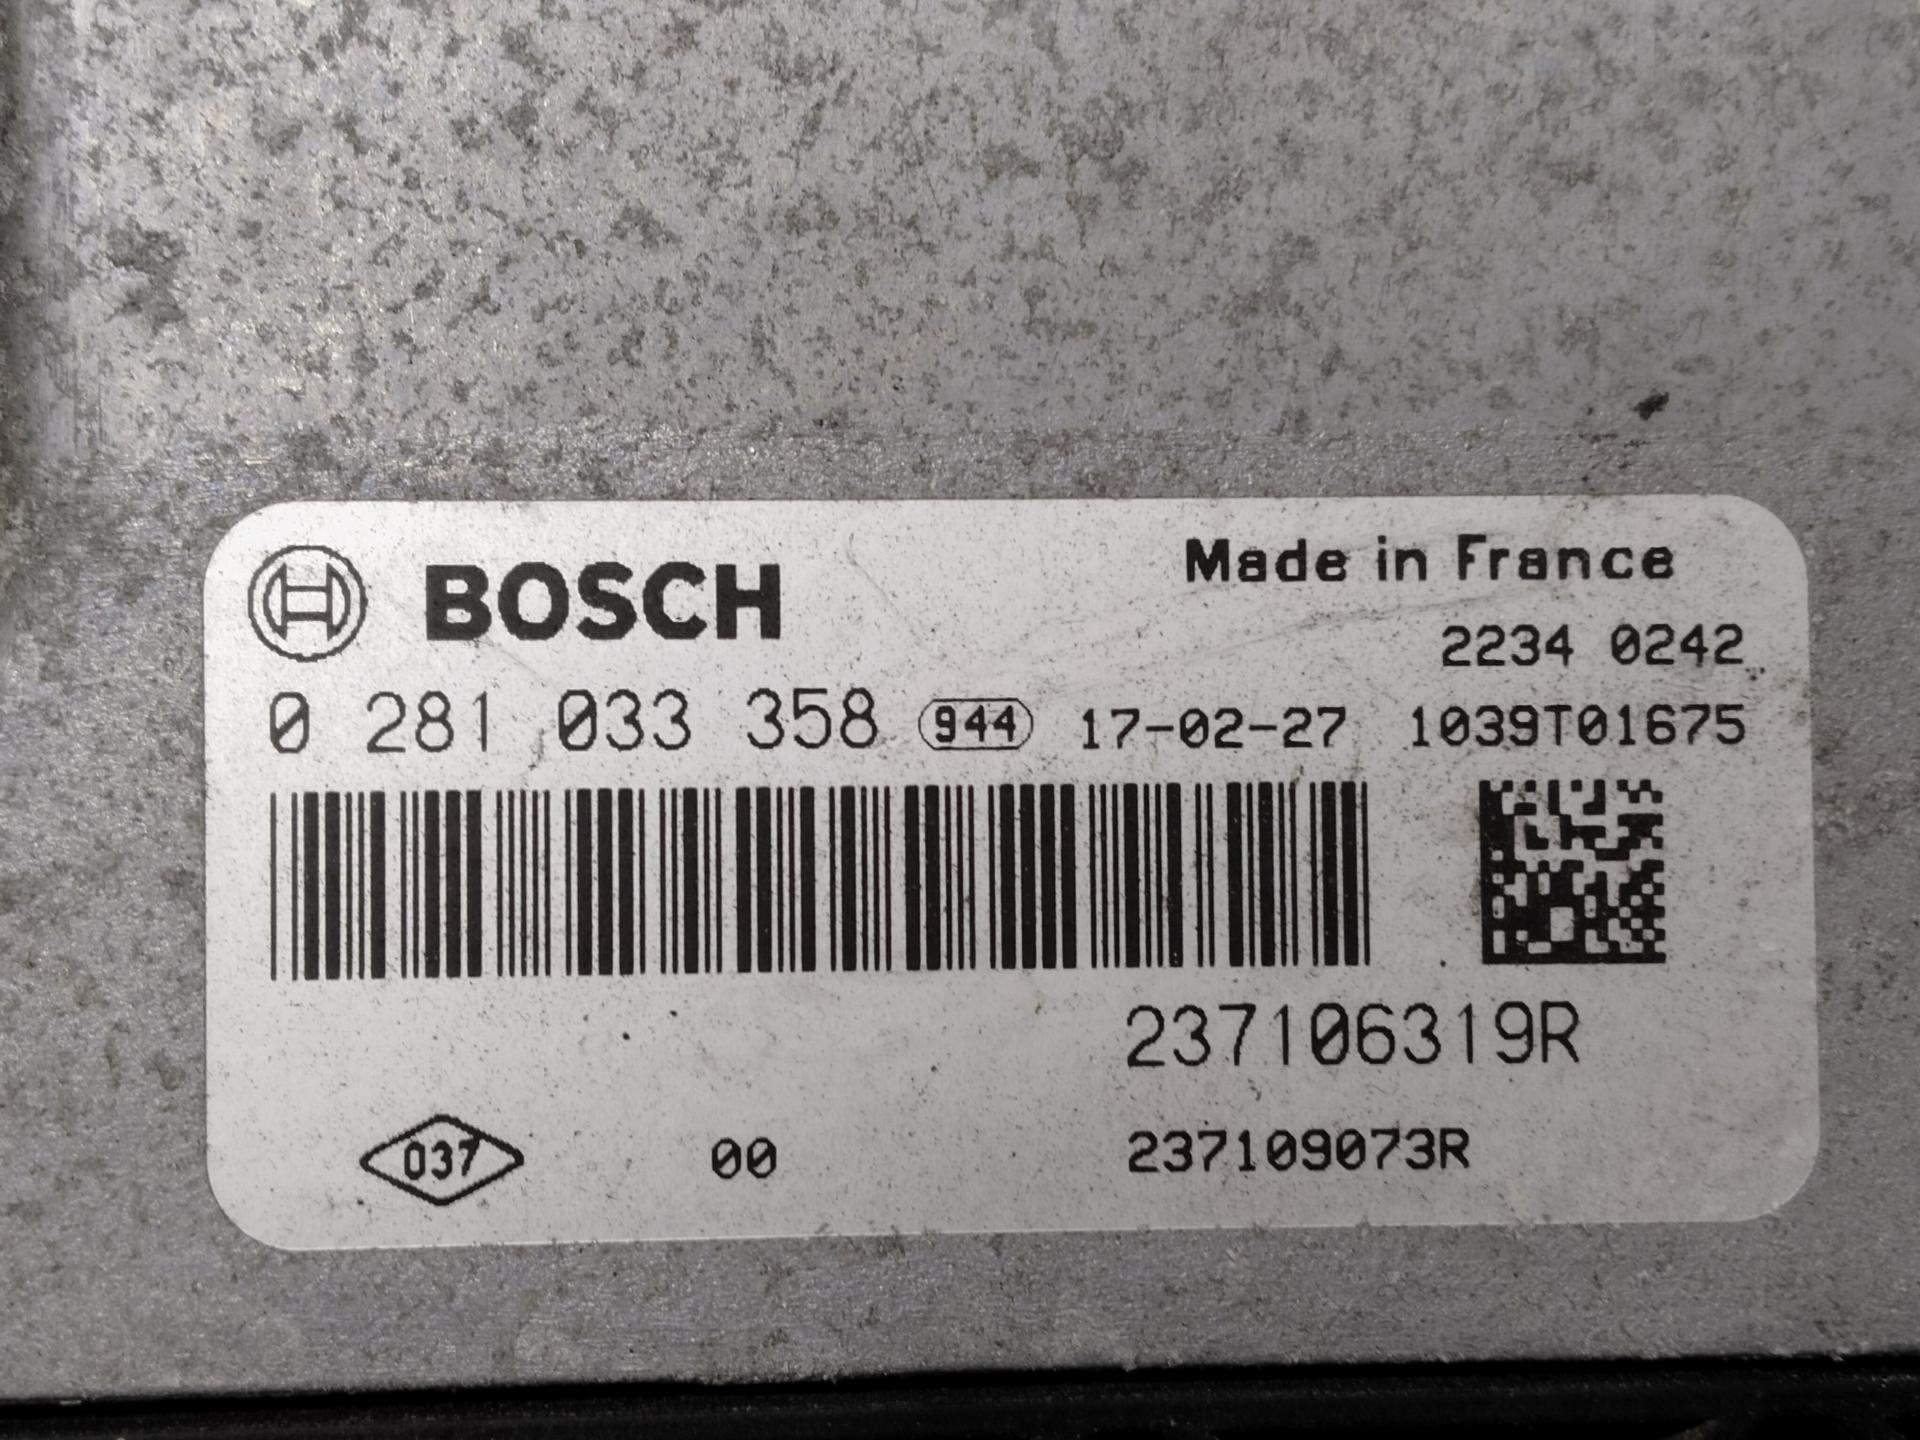 BOSCH
Made in France
2234 0242
0 281 033 358 944 17-02-27 1039T01675
237106319R
037 00 237109073R